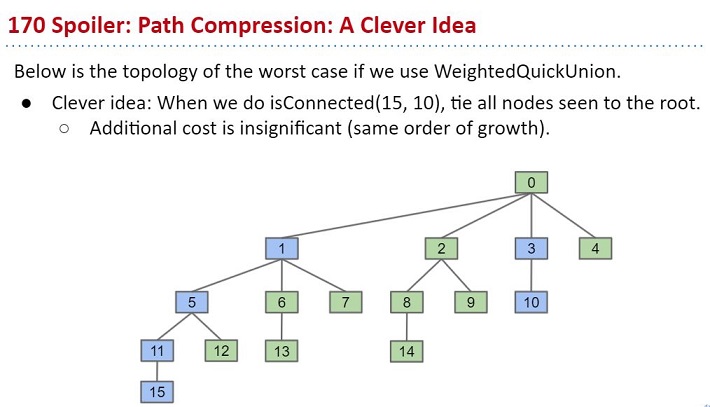 170 Spoiler: Path Compression: A Clever Idea
Below is the topology of the worst case if we use WeightedQuickUnion.
● Clever idea: When we do isConnected(15, 10), tie all nodes seen to the root.
○ Additional cost is insignificant (same order of growth).
0
1 2 3 4
5 6 7 8 9 10
11 12 13 14
15